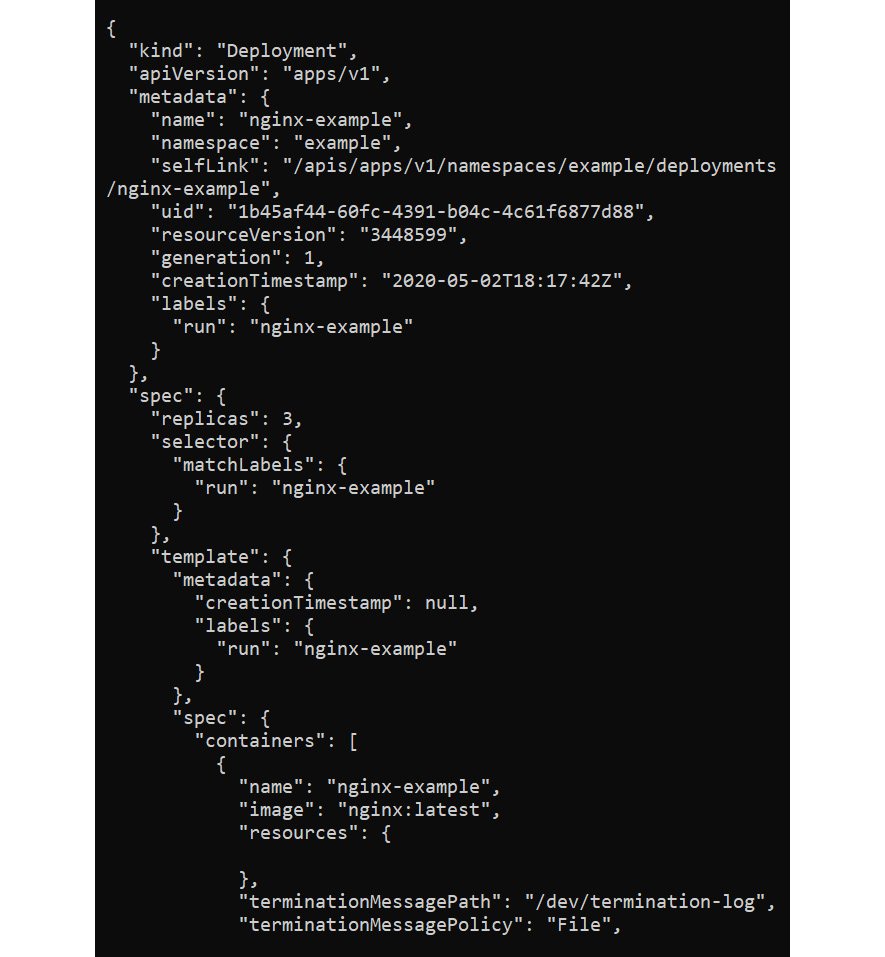 {
  "kind": "Deployment",
  "apiVersion": "apps/v1",
  "metadata": {
    "name": "nginx-example",
    "namespace": "example",
    "selfLink": "/apis/apps/v1/namespaces/example/deployments
/nginx-example",
    "uid": "1b45af44-60fc-4391-b04c-4c61f6877d88",
    "resourceVersion": "3448599",
    "generation": 1,
    "creationTimestamp": "2020-05-02T18:17:42Z",
    "labels": {
      "run": "nginx-example"
    }
  },
  "spec": {
    "replicas": 3,
    "selector": {
      "matchLabels": {
        "run": "nginx-example"
      }
    },
    "template": {
      "metadata": {
        "creationTimestamp": null,
        "labels": {
          "run": "nginx-example"
        }
      },
      "spec": {
        "containers": [
          {
            "name": "nginx-example",
            "image": "nginx:latest",
            "resources": {

            },
            "terminationMessagePath": "/dev/termination-log",
            "terminationMessagePolicy": "File",